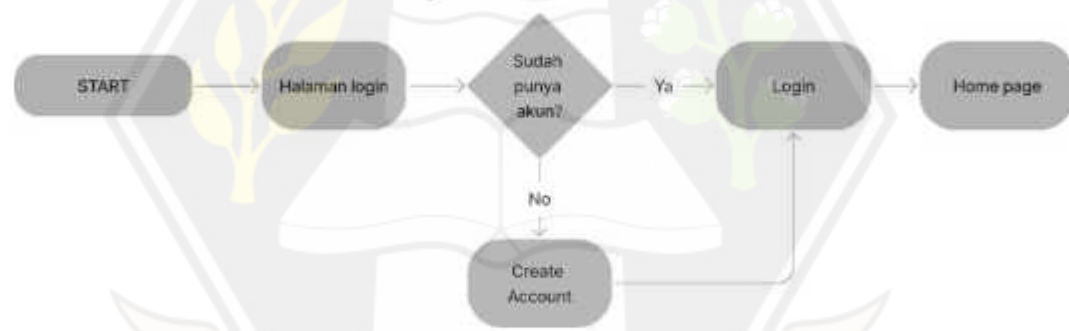 START
Halaman login
Sudah
punya
akun?
Ya
Login
Home page
No
Create
Account